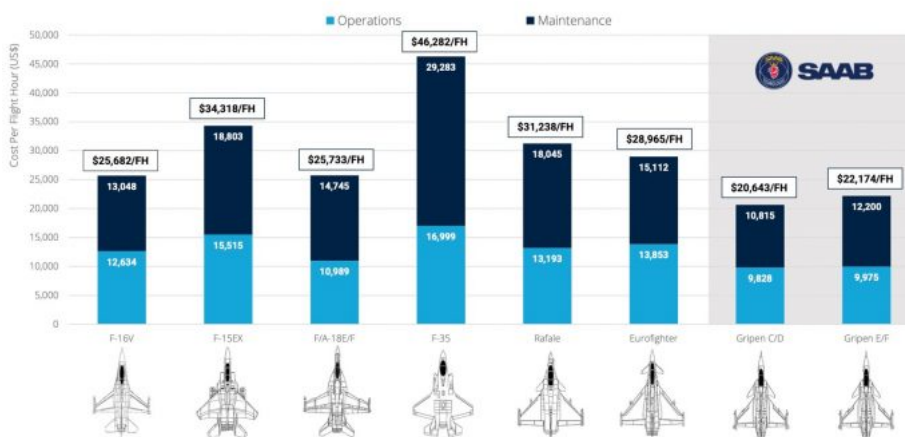 Operations Maintenance
Cost Per Flight Hour (US$)
50,000
45,000
40,000
35,000
30,000
25,000
20,000
15,000
10,000
5,000
0
$25,682/FH
13,048
12,634
F-16V
$34,318/FH
18,803
15,515
F-15EX
$25,733/FH
14,745
10,989
F/A-18E/F
$46,282/FH
29,283
16,999
F-35
$31,238/FH
18,045
13,193
Rafale
$28,965/FH
15,112
13,853
Eurofighter
SAAB
$20,643/FH
10,815
9,828
Gripen C/D
$22,174/FH
12,200
9,975
Gripen E/F